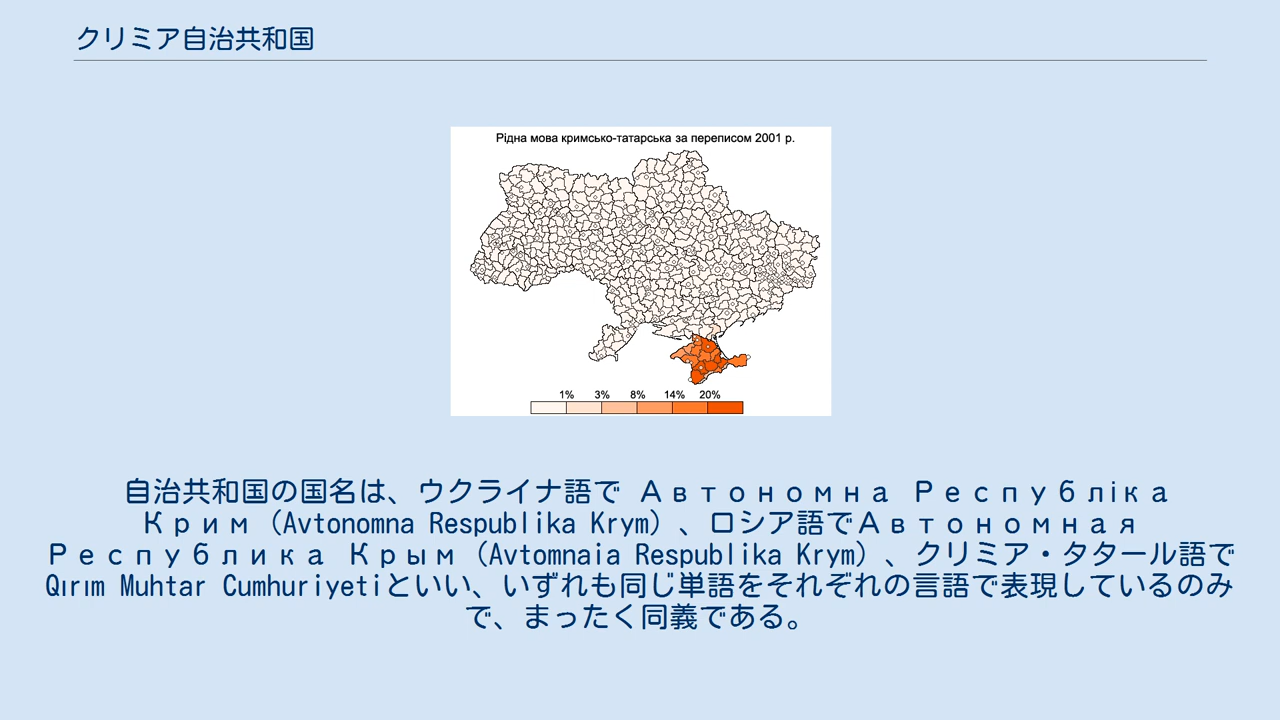 クリミア自治共和国
Рідна мова кримсько-татарська за переписом 2001 р.
1% 3% 8% 14% 20%
自治共和国の国名は、ウクライナ語で Автономна Республіка
Крим（Avtonomna Respublika Krym）、ロシア語でАвтономная
Республика Крым（Avtomnaia Respublika Krym）、クリミア・タタール語で
Qırım Muhtar Cumhuriyetiといい、いずれも同じ単語をそれぞれの言語で表現しているのみ
で、まったく同義である。